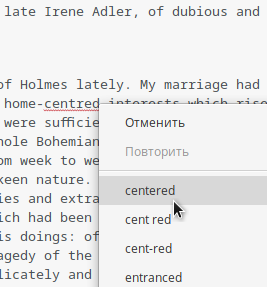 late Irene Adler, of dubious and
of Holmes lately. My marriage had
home-centred interests which rise
were suffici
hole Bohemian
om week to we
keen nature.
ies and extra
ich had been
is doings: of
agedy of the
licately and
Отменить
Повторить
centered
cent red
cent-red
entranced